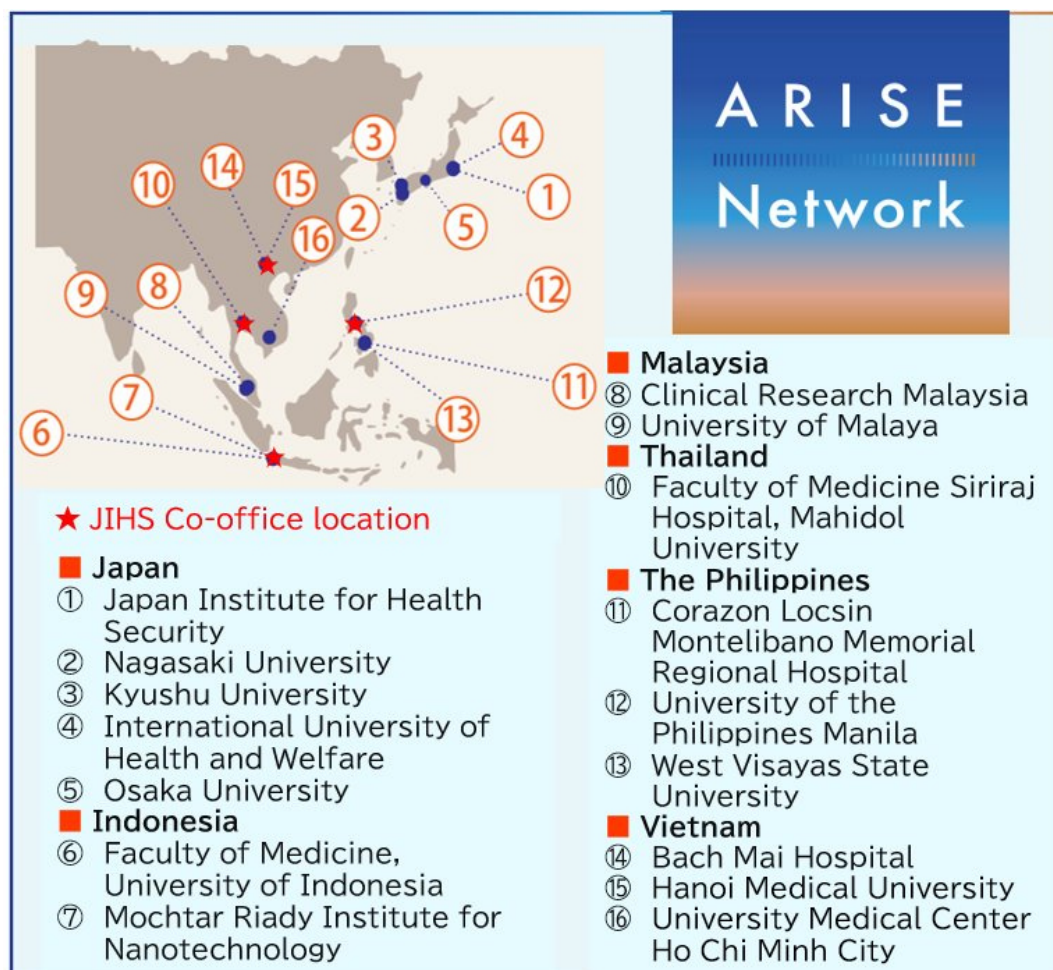 ARISE
Network
③
④
⑭
⑮
⑩
①
②
⑤
⑯
⑧
⑨
⑫
⑦
⑪
⑬
⑥
★ JIHS Co-office location
■ Japan
① Japan Institute for Health
Security
② Nagasaki University
③ Kyushu University
④ International University of
Health and Welfare
⑤ Osaka University
■ Indonesia
⑥ Faculty of Medicine,
University of Indonesia
⑦ Mochtar Riady Institute for
Nanotechnology
■ Malaysia
⑧ Clinical Research Malaysia
⑨ University of Malaya
■ Thailand
⑩ Faculty of Medicine Siriraj
Hospital, Mahidol
University
■ The Philippines
⑪ Corazon Locsin
Montelibano Memorial
Regional Hospital
⑫ University of the
Philippines Manila
⑬ West Visayas State
University
■ Vietnam
⑭ Bach Mai Hospital
⑮ Hanoi Medical University
⑯ University Medical Center
Ho Chi Minh City